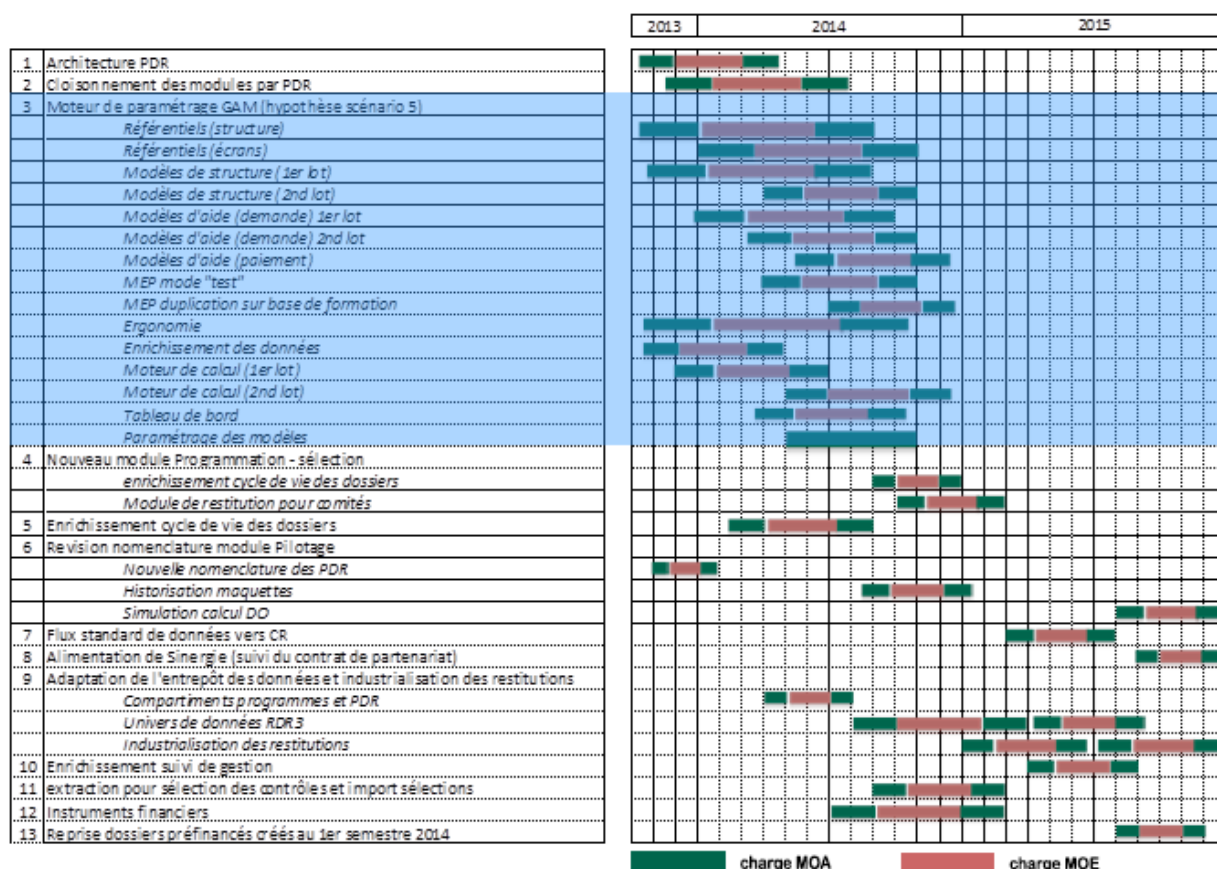 2013 2014 2015
1 Architecture PDR
2 Cloisonnement des modules par PDR
3 Moteur de paramétrage GAM (hypothèse scénario 5)
Référentiels (structure)
Référentiels (écrans)
Modèles de structure (1er lot)
Modèles de structure (2nd lot)
Modèles d'aide (demande) 1er lot
Modèles d'aide (demande) 2nd lot
Modèles d'aide (paiement)
MEP mode "test"
MEP duplication sur base de formation
Ergonomie
Enrichissement des données
Moteur de calcul (1er lot)
Moteur de calcul (2nd lot)
Tableau de bord
Paramétrage des modèles
4 Nouveau module Programmation - sélection
enrichissement cycle de vie des dossiers
Module de restitution pour comités
5 Enrichissement cycle de vie des dossiers
6 Revision nomenclature module Pilotage
Nouvelle nomenclature des PDR
Historisation maquettes
Simulation calcul DO
7 Flux standard de données vers CR
8 Alimentation de Sinergie (suivi du contrat de partenariat)
9 Adaptation de l'entrepôt des données et industrialisation des restitutions
Compartiments programmes et PDR
Univers de données RDR3
Industrialisation des restitutions
10 Enrichissement suivi de gestion
11 extraction pour sélection des contrôles et import sélections
12 Instruments financiers
13 Reprise dossiers préfinancés créés au 1er semestre 2014
charge MOA charge MOE